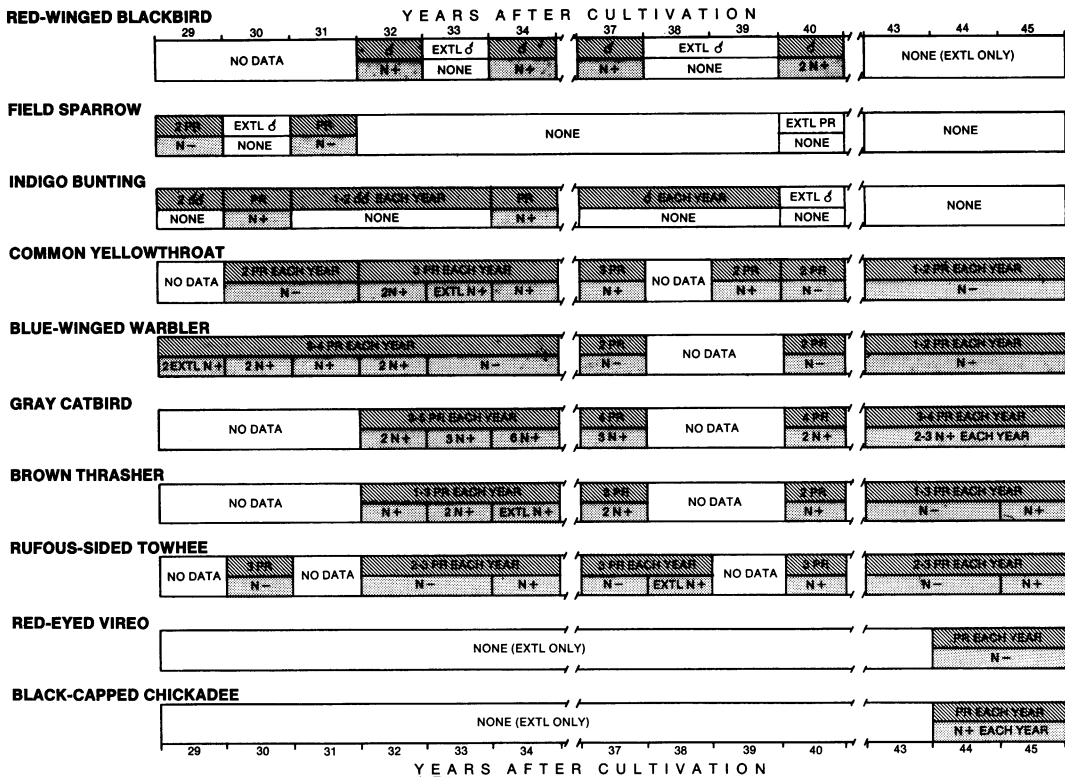 YEARS AFTER CULTIVATION
RED-WINGED BLACKBIRD
29 30 31 32 33 34 37 38 39 40 43 44 45
NO DATA ♂ EXTL ♂ ♂ ♂ EXTL ♂ ♂ NONE (EXTL ONLY)
N+ NONE N+ N+ NONE 2 N+
FIELD SPARROW
2 PR EXTL ♂ PR NONE EXTL PR NONE
N− NONE N− NONE
INDIGO BUNTING
2 ♂♂ PR 1-2 ♂♂ EACH YEAR PR ♂ EACH YEAR EXTL ♂ NONE
NONE N+ NONE N+ NONE NONE
COMMON YELLOWTHROAT
NO DATA 2 PR EACH YEAR 3 PR EACH YEAR 3 PR NO DATA 2 PR 2 PR 1-2 PR EACH YEAR
N− 2N+ EXTL N+ N+ N+ N+ N− N−
BLUE-WINGED WARBLER
PR EACH YEAR 2 PR NO DATA 2 PR 1-2 PR EACH YEAR
2EXTL N+ 2 N+ N+ 2 N+ N− N− N− N−
GRAY CATBIRD
NO DATA PR EACH YEAR 4 PR NO DATA 4 PR 3-4 PR EACH YEAR
2 N+ 3 N+ 6 N+ 3 N+ 2 N+ 2-3 N+ EACH YEAR
BROWN THRASHER
NO DATA 1-3 PR EACH YEAR PR NO DATA 2 PR 1-3 PR EACH YEAR
N+ 2 N+ EXTL N+ 2 N+ N+ N− N+
RUFOUS-SIDED TOWHEE
NO DATA 3 PR NO DATA 2-3 PR EACH YEAR 3 PR EACH YEAR NO DATA 3 PR 2-3 PR EACH YEAR
N− N− N+ N− EXTL N+ N+ N− N+
RED-EYED VIREO
NONE (EXTL ONLY) PR EACH YEAR
N−
BLACK-CAPPED CHICKADEE
NONE (EXTL ONLY) PR EACH YEAR
N+ EACH YEAR
29 30 31 32 33 34 37 38 39 40 43 44 45
YEARS AFTER CULTIVATION